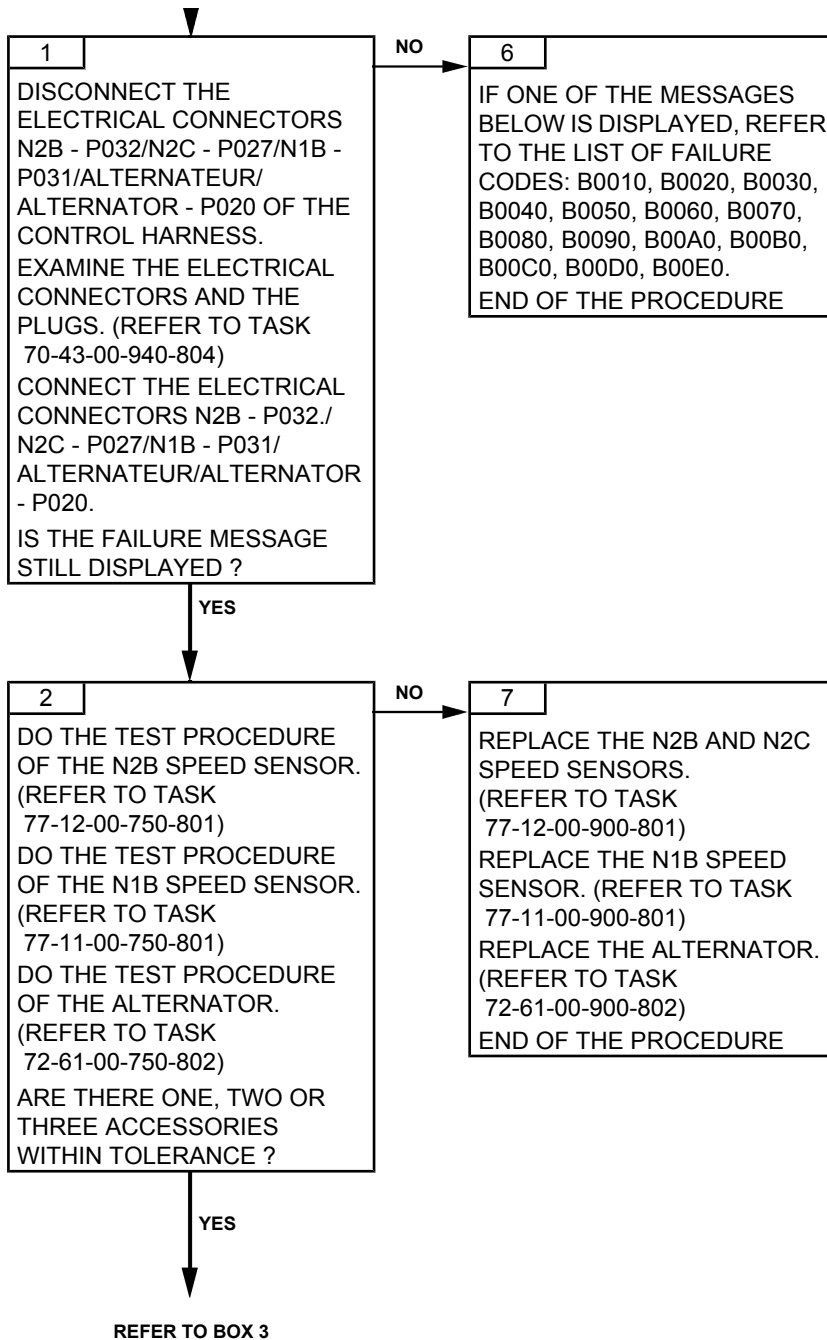 1
DISCONNECT THE
ELECTRICAL CONNECTORS
N2B - P032/N2C - P027/N1B -
P031/ALTERNATEUR/
ALTERNATOR - P020 OF THE
CONTROL HARNESS.
EXAMINE THE ELECTRICAL
CONNECTORS AND THE
PLUGS. (REFER TO TASK
70-43-00-940-804)
CONNECT THE ELECTRICAL
CONNECTORS N2B - P032./
N2C - P027/N1B - P031/
ALTERNATEUR/ALTERNATOR
- P020.
IS THE FAILURE MESSAGE
STILL DISPLAYED ?
NO
6
IF ONE OF THE MESSAGES
BELOW IS DISPLAYED, REFER
TO THE LIST OF FAILURE
CODES: B0010, B0020, B0030,
B0040, B0050, B0060, B0070,
B0080, B0090, B00A0, B00B0,
B00C0, B00D0, B00E0.
END OF THE PROCEDURE
YES
2
DO THE TEST PROCEDURE
OF THE N2B SPEED SENSOR.
(REFER TO TASK
77-12-00-750-801)
DO THE TEST PROCEDURE
OF THE N1B SPEED SENSOR.
(REFER TO TASK
77-11-00-750-801)
DO THE TEST PROCEDURE
OF THE ALTERNATOR.
(REFER TO TASK
72-61-00-750-802)
ARE THERE ONE, TWO OR
THREE ACCESSORIES
WITHIN TOLERANCE ?
NO
7
REPLACE THE N2B AND N2C
SPEED SENSORS.
(REFER TO TASK
77-12-00-900-801)
REPLACE THE N1B SPEED
SENSOR. (REFER TO TASK
77-11-00-900-801)
REPLACE THE ALTERNATOR.
(REFER TO TASK
72-61-00-900-802)
END OF THE PROCEDURE
YES
REFER TO BOX 3